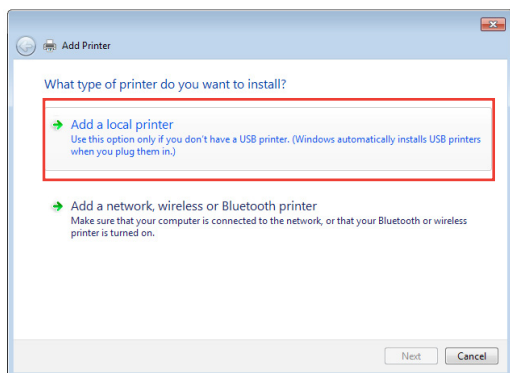 Add Printer
What type of printer do you want to install?
Add a local printer
Use this option only if you don't have a USB printer. (Windows automatically installs USB printers
when you plug them in.)
Add a network, wireless or Bluetooth printer
Make sure that your computer is connected to the network, or that your Bluetooth or wireless
printer is turned on.
Next Cancel